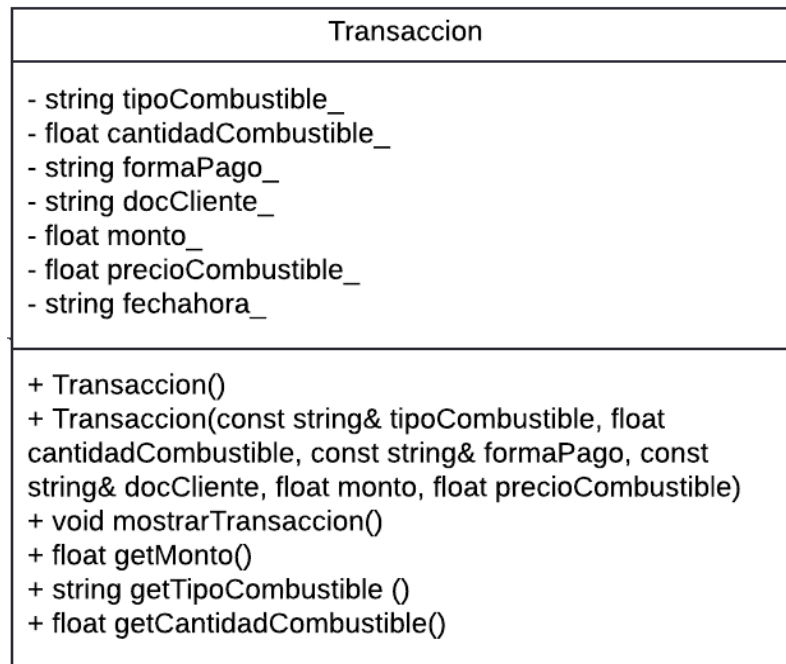 Transaccion
- string tipoCombustible_
- float cantidadCombustible_
- string formaPago_
- string docCliente_
- float monto_
- float precioCombustible_
- string fechahora_
+ Transaccion()
+ Transaccion(const string& tipoCombustible, float
cantidadCombustible, const string& formaPago, const
string& docCliente, float monto, float precioCombustible)
+ void mostrarTransaccion()
+ float getMonto()
+ string getTipoCombustible ()
+ float getCantidadCombustible()